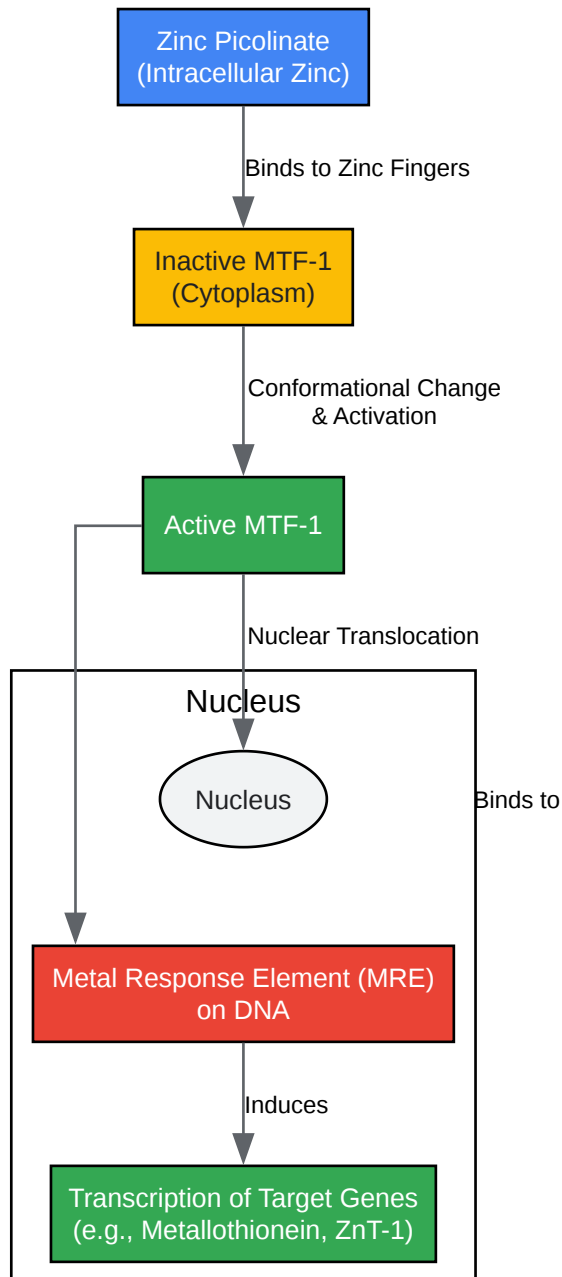 Zinc Picolinate
(Intracellular Zinc)
Binds to Zinc Fingers
Inactive MTF-1
(Cytoplasm)
Conformational Change
& Activation
Active MTF-1
Nuclear Translocation
Nucleus
Nucleus
Binds to
Metal Response Element (MRE)
on DNA
Induces
Transcription of Target Genes
(e.g., Metallothionein, ZnT-1)